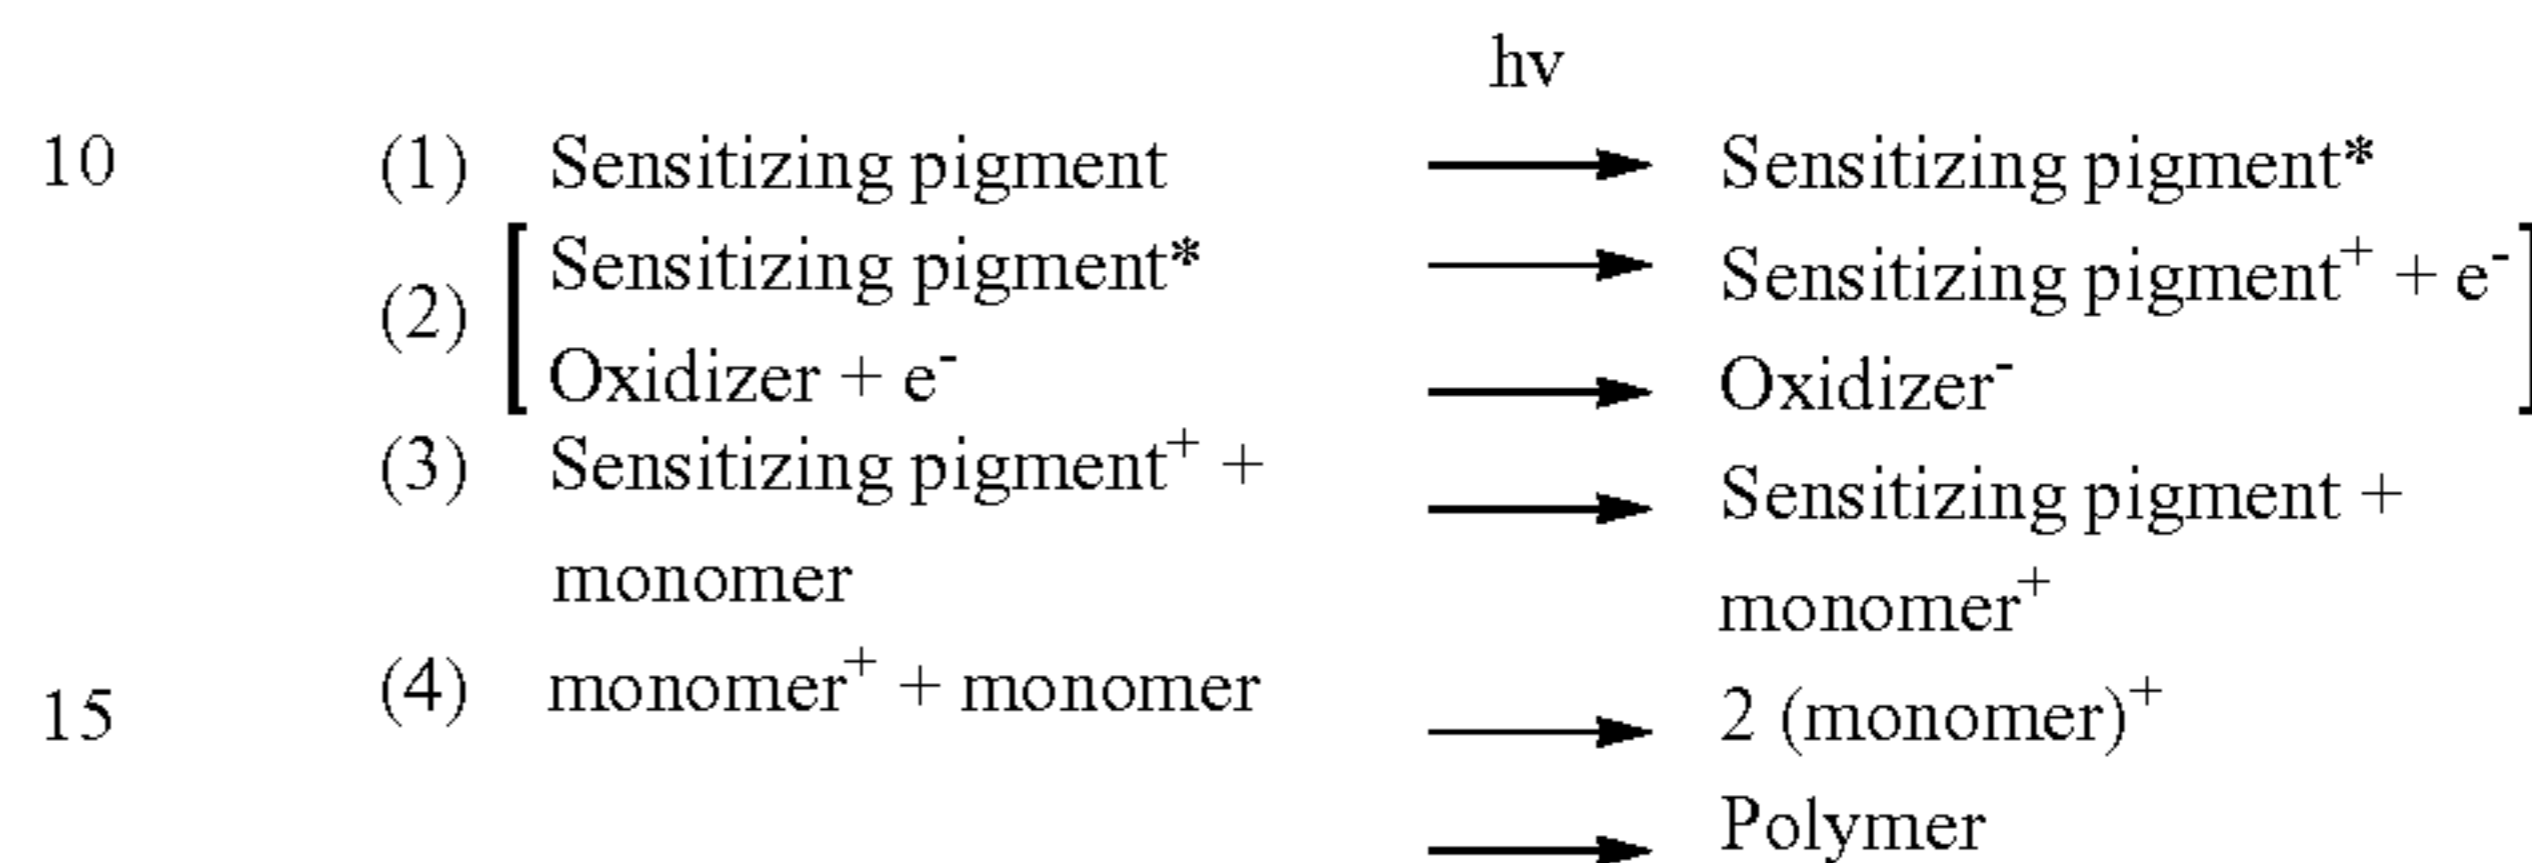 hν
10 (1) Sensitizing pigment ⟶ Sensitizing pigment*
(2) [ Sensitizing pigment* ⟶ Sensitizing pigment⁺ + e⁻ ]
Oxidizer + e⁻ ⟶ Oxidizer⁻
(3) Sensitizing pigment⁺ + ⟶ Sensitizing pigment +
monomer monomer⁺
15 (4) monomer⁺ + monomer ⟶ 2 (monomer)⁺
⟶ Polymer